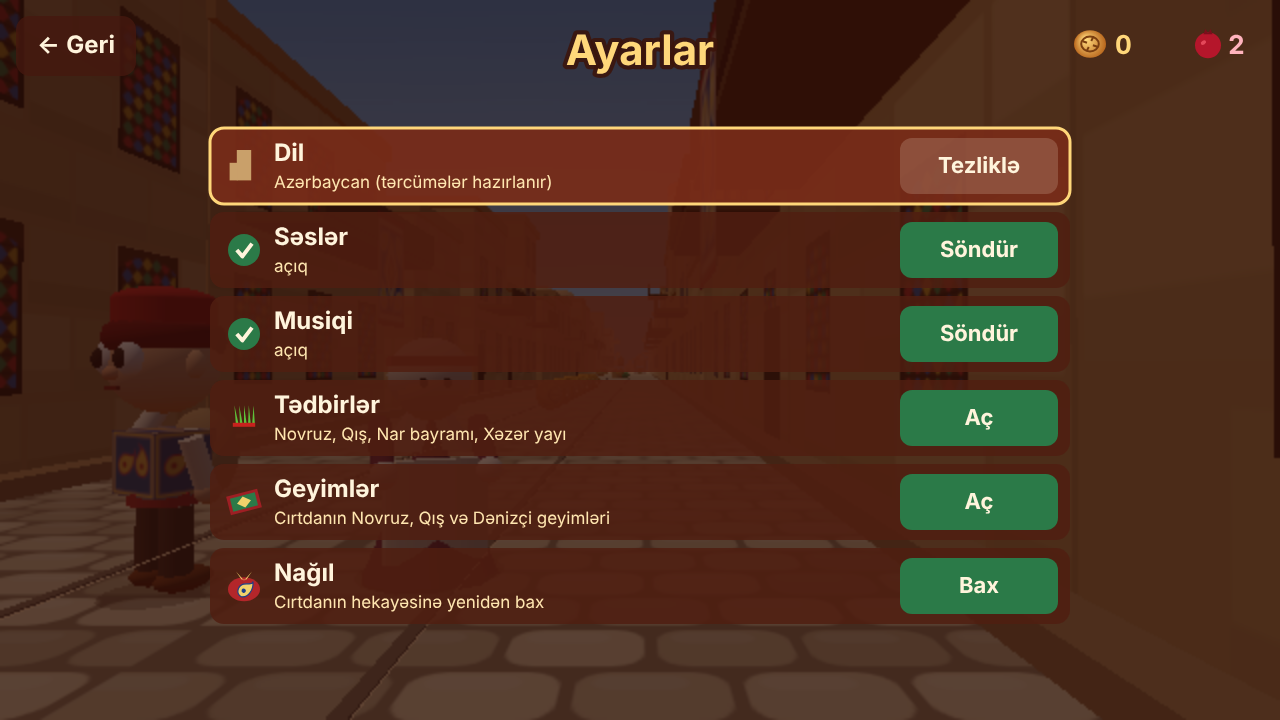 ← Geri
Ayarlar
0
2
Dil
Azərbaycan (tərcümələr hazırlanır)
Tezliklə
Səslər
açıq
Söndür
Musiqi
açıq
Söndür
Tədbirlər
Novruz, Qış, Nar bayramı, Xəzər yayı
Aç
Geyimlər
Cırtdanın Novruz, Qış və Dənizçi geyimləri
Aç
Nağıl
Cırtdanın hekayəsinə yenidən bax
Bax